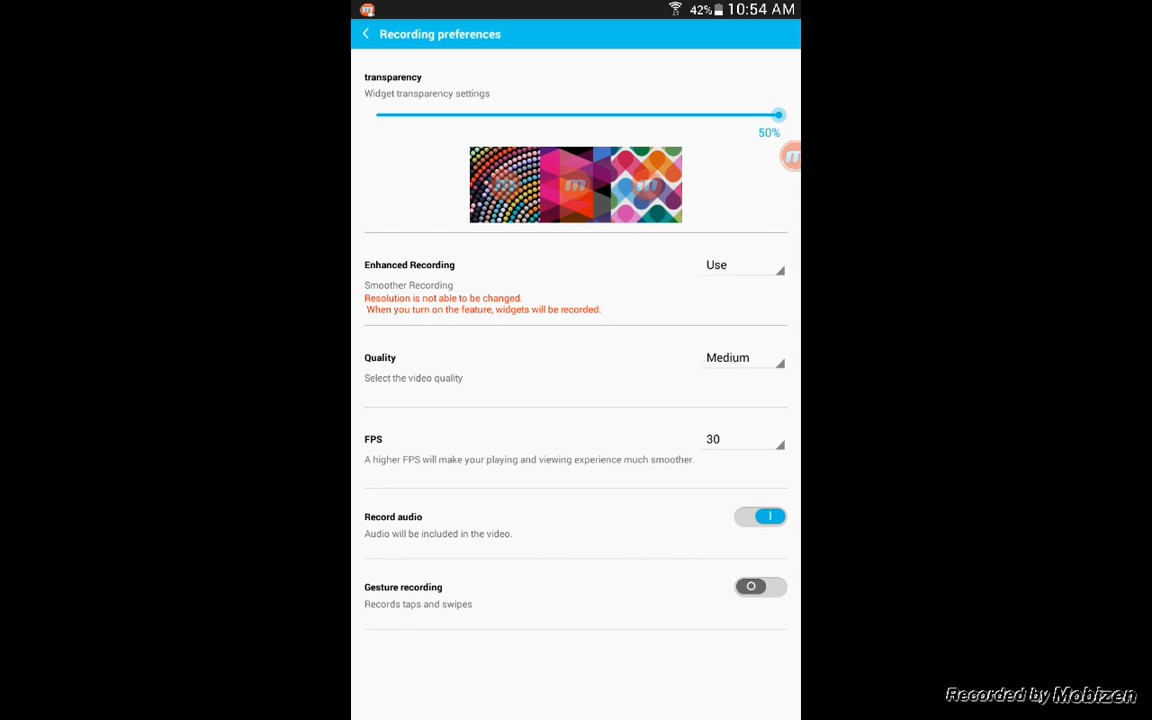 42% 10:54 AM
Recording preferences
transparency
Widget transparency settings
50%
m
m m m
Enhanced Recording
Use
Smoother Recording
Resolution is not able to be changed.
When you turn on the feature, widgets will be recorded.
Quality
Medium
Select the video quality
FPS
30
A higher FPS will make your playing and viewing experience much smoother.
Record audio
Audio will be included in the video.
Gesture recording
Records taps and swipes
Recorded by Mobizen